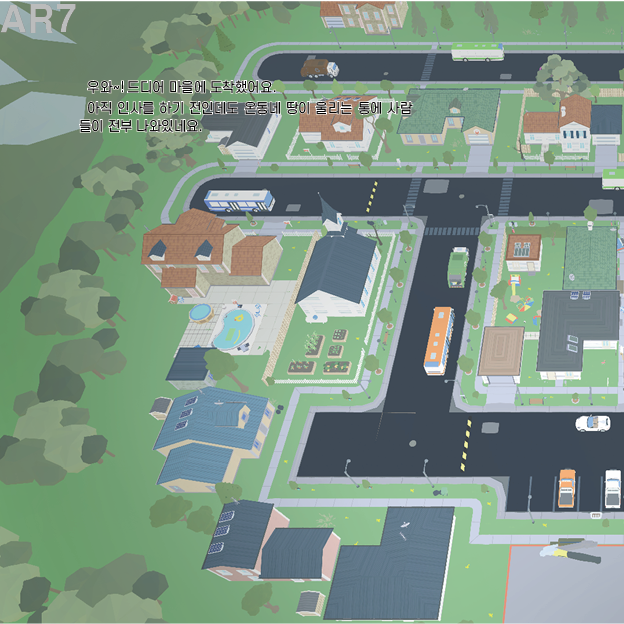 AR7
우와~! 드디어 마을에 도착했어요.
아직 인사를 하기 전인데도 온동네 땅이 울리는 통에 사람
들이 전부 나와있네요.